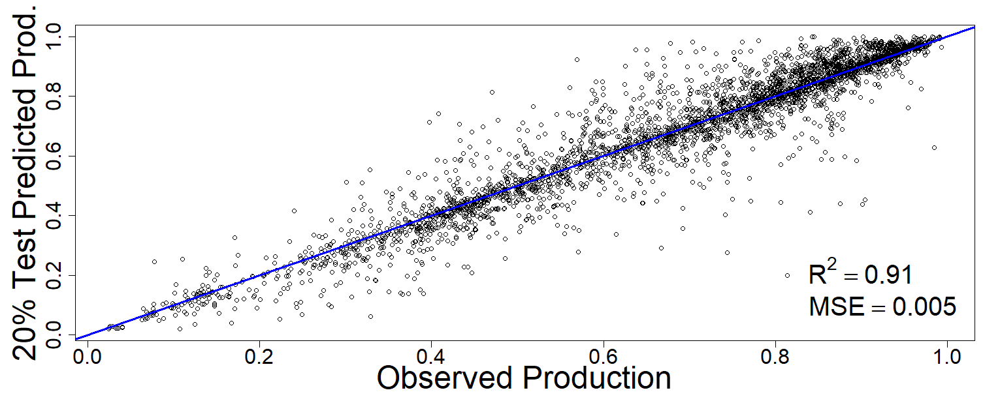 20% Test Predicted Prod.
1.0
0.8
0.6
0.4
0.2
0.0
R² = 0.91
MSE = 0.005
0.0 0.2 0.4 0.6 0.8 1.0
Observed Production